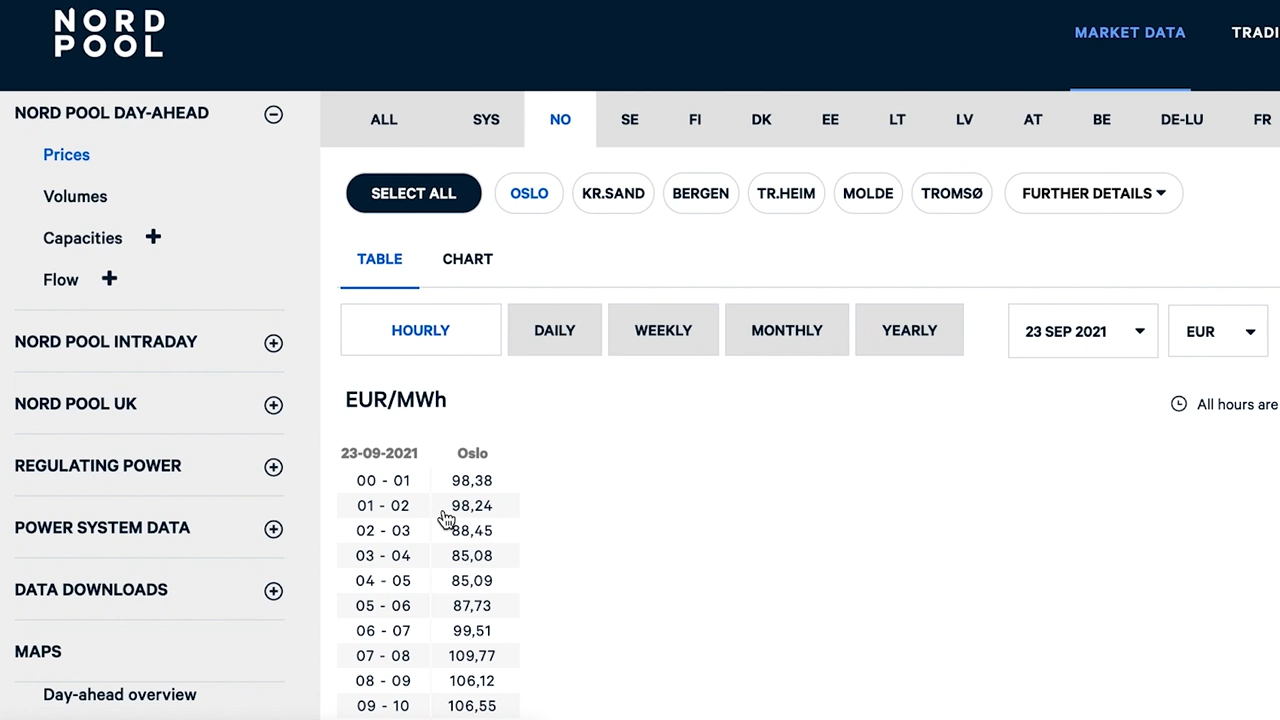 NORD
POOL
MARKET DATA
TRADI
NORD POOL DAY-AHEAD
Prices
Volumes
Capacities
Flow
NORD POOL INTRADAY
NORD POOL UK
REGULATING POWER
POWER SYSTEM DATA
DATA DOWNLOADS
MAPS
Day-ahead overview
ALL SYS NO SE FI DK EE LT LV AT BE DE-LU FR
SELECT ALL OSLO KR.SAND BERGEN TR.HEIM MOLDE TROMSØ FURTHER DETAILS
TABLE CHART
HOURLY DAILY WEEKLY MONTHLY YEARLY 23 SEP 2021 EUR
EUR/MWh
All hours are
23-09-2021 Oslo
00 - 01 98,38
01 - 02 98,24
02 - 03 88,45
03 - 04 85,08
04 - 05 85,09
05 - 06 87,73
06 - 07 99,51
07 - 08 109,77
08 - 09 106,12
09 - 10 106,55